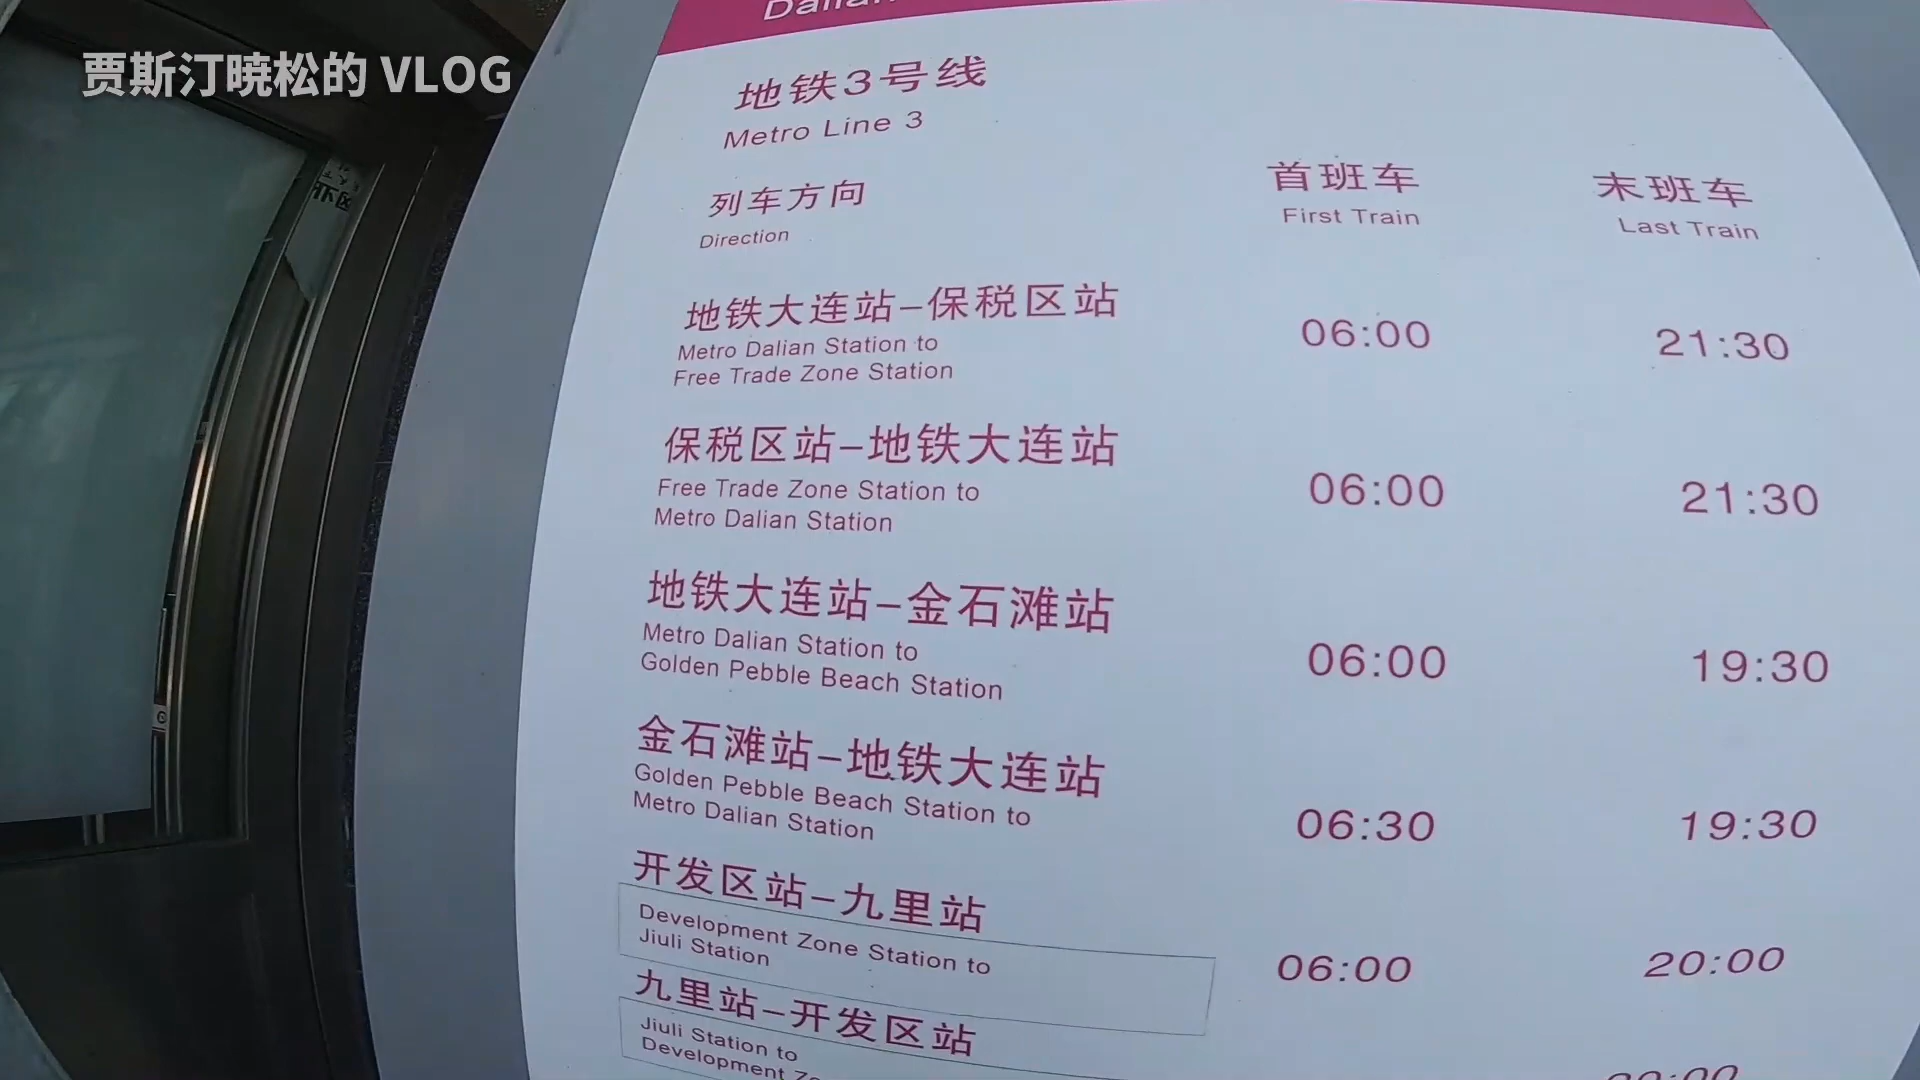 贾斯汀晓松的 VLOG
Dalian
地铁3号线
Metro Line 3
列车方向
Direction
首班车
First Train
末班车
Last Train
地铁大连站–保税区站
Metro Dalian Station to
Free Trade Zone Station
06:00
21:30
保税区站–地铁大连站
Free Trade Zone Station to
Metro Dalian Station
06:00
21:30
地铁大连站–金石滩站
Metro Dalian Station to
Golden Pebble Beach Station
06:00
19:30
金石滩站–地铁大连站
Golden Pebble Beach Station to
Metro Dalian Station
06:30
19:30
开发区站–九里站
Development Zone Station to
Jiuli Station
06:00
20:00
九里站–开发区站
Jiuli Station to
Development